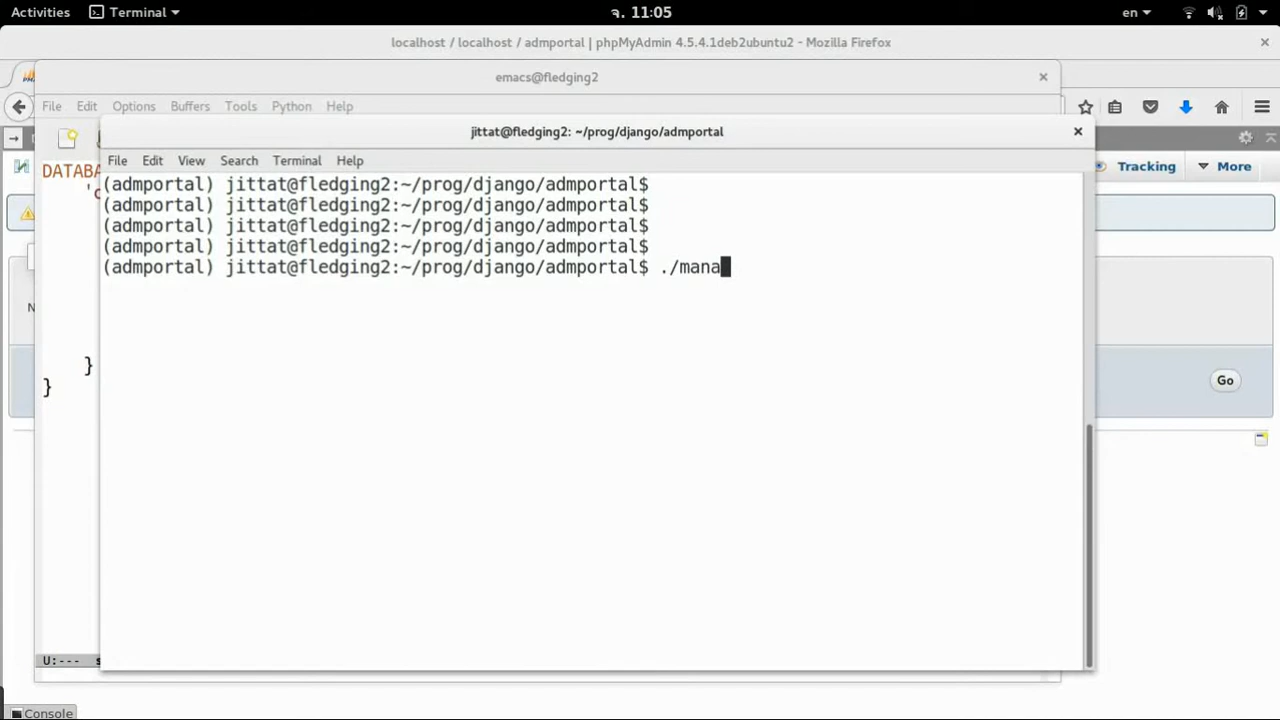 Activities Terminal จ. 11:05 en
localhost / localhost / admportal | phpMyAdmin 4.5.4.1deb2ubuntu2 - Mozilla Firefox
emacs@fledging2
File Edit Options Buffers Tools Python Help
jittat@fledging2: ~/prog/django/admportal
File Edit View Search Terminal Help
Tracking More
DATABA
(admportal) jittat@fledging2:~/prog/django/admportal$
(admportal) jittat@fledging2:~/prog/django/admportal$
(admportal) jittat@fledging2:~/prog/django/admportal$
(admportal) jittat@fledging2:~/prog/django/admportal$
(admportal) jittat@fledging2:~/prog/django/admportal$ ./mana
N
}
}
Go
U:---
Console